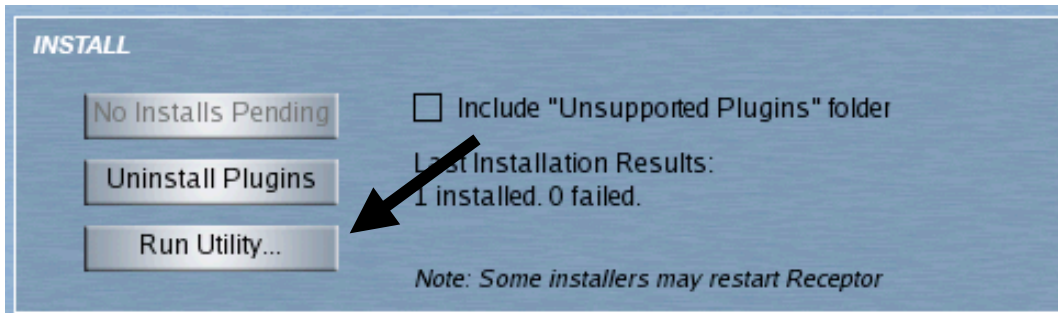 INSTALL
No Installs Pending
Include "Unsupported Plugins" folder
Uninstall Plugins
Last Installation Results:
1 installed. 0 failed.
Run Utility...
Note: Some installers may restart Receptor